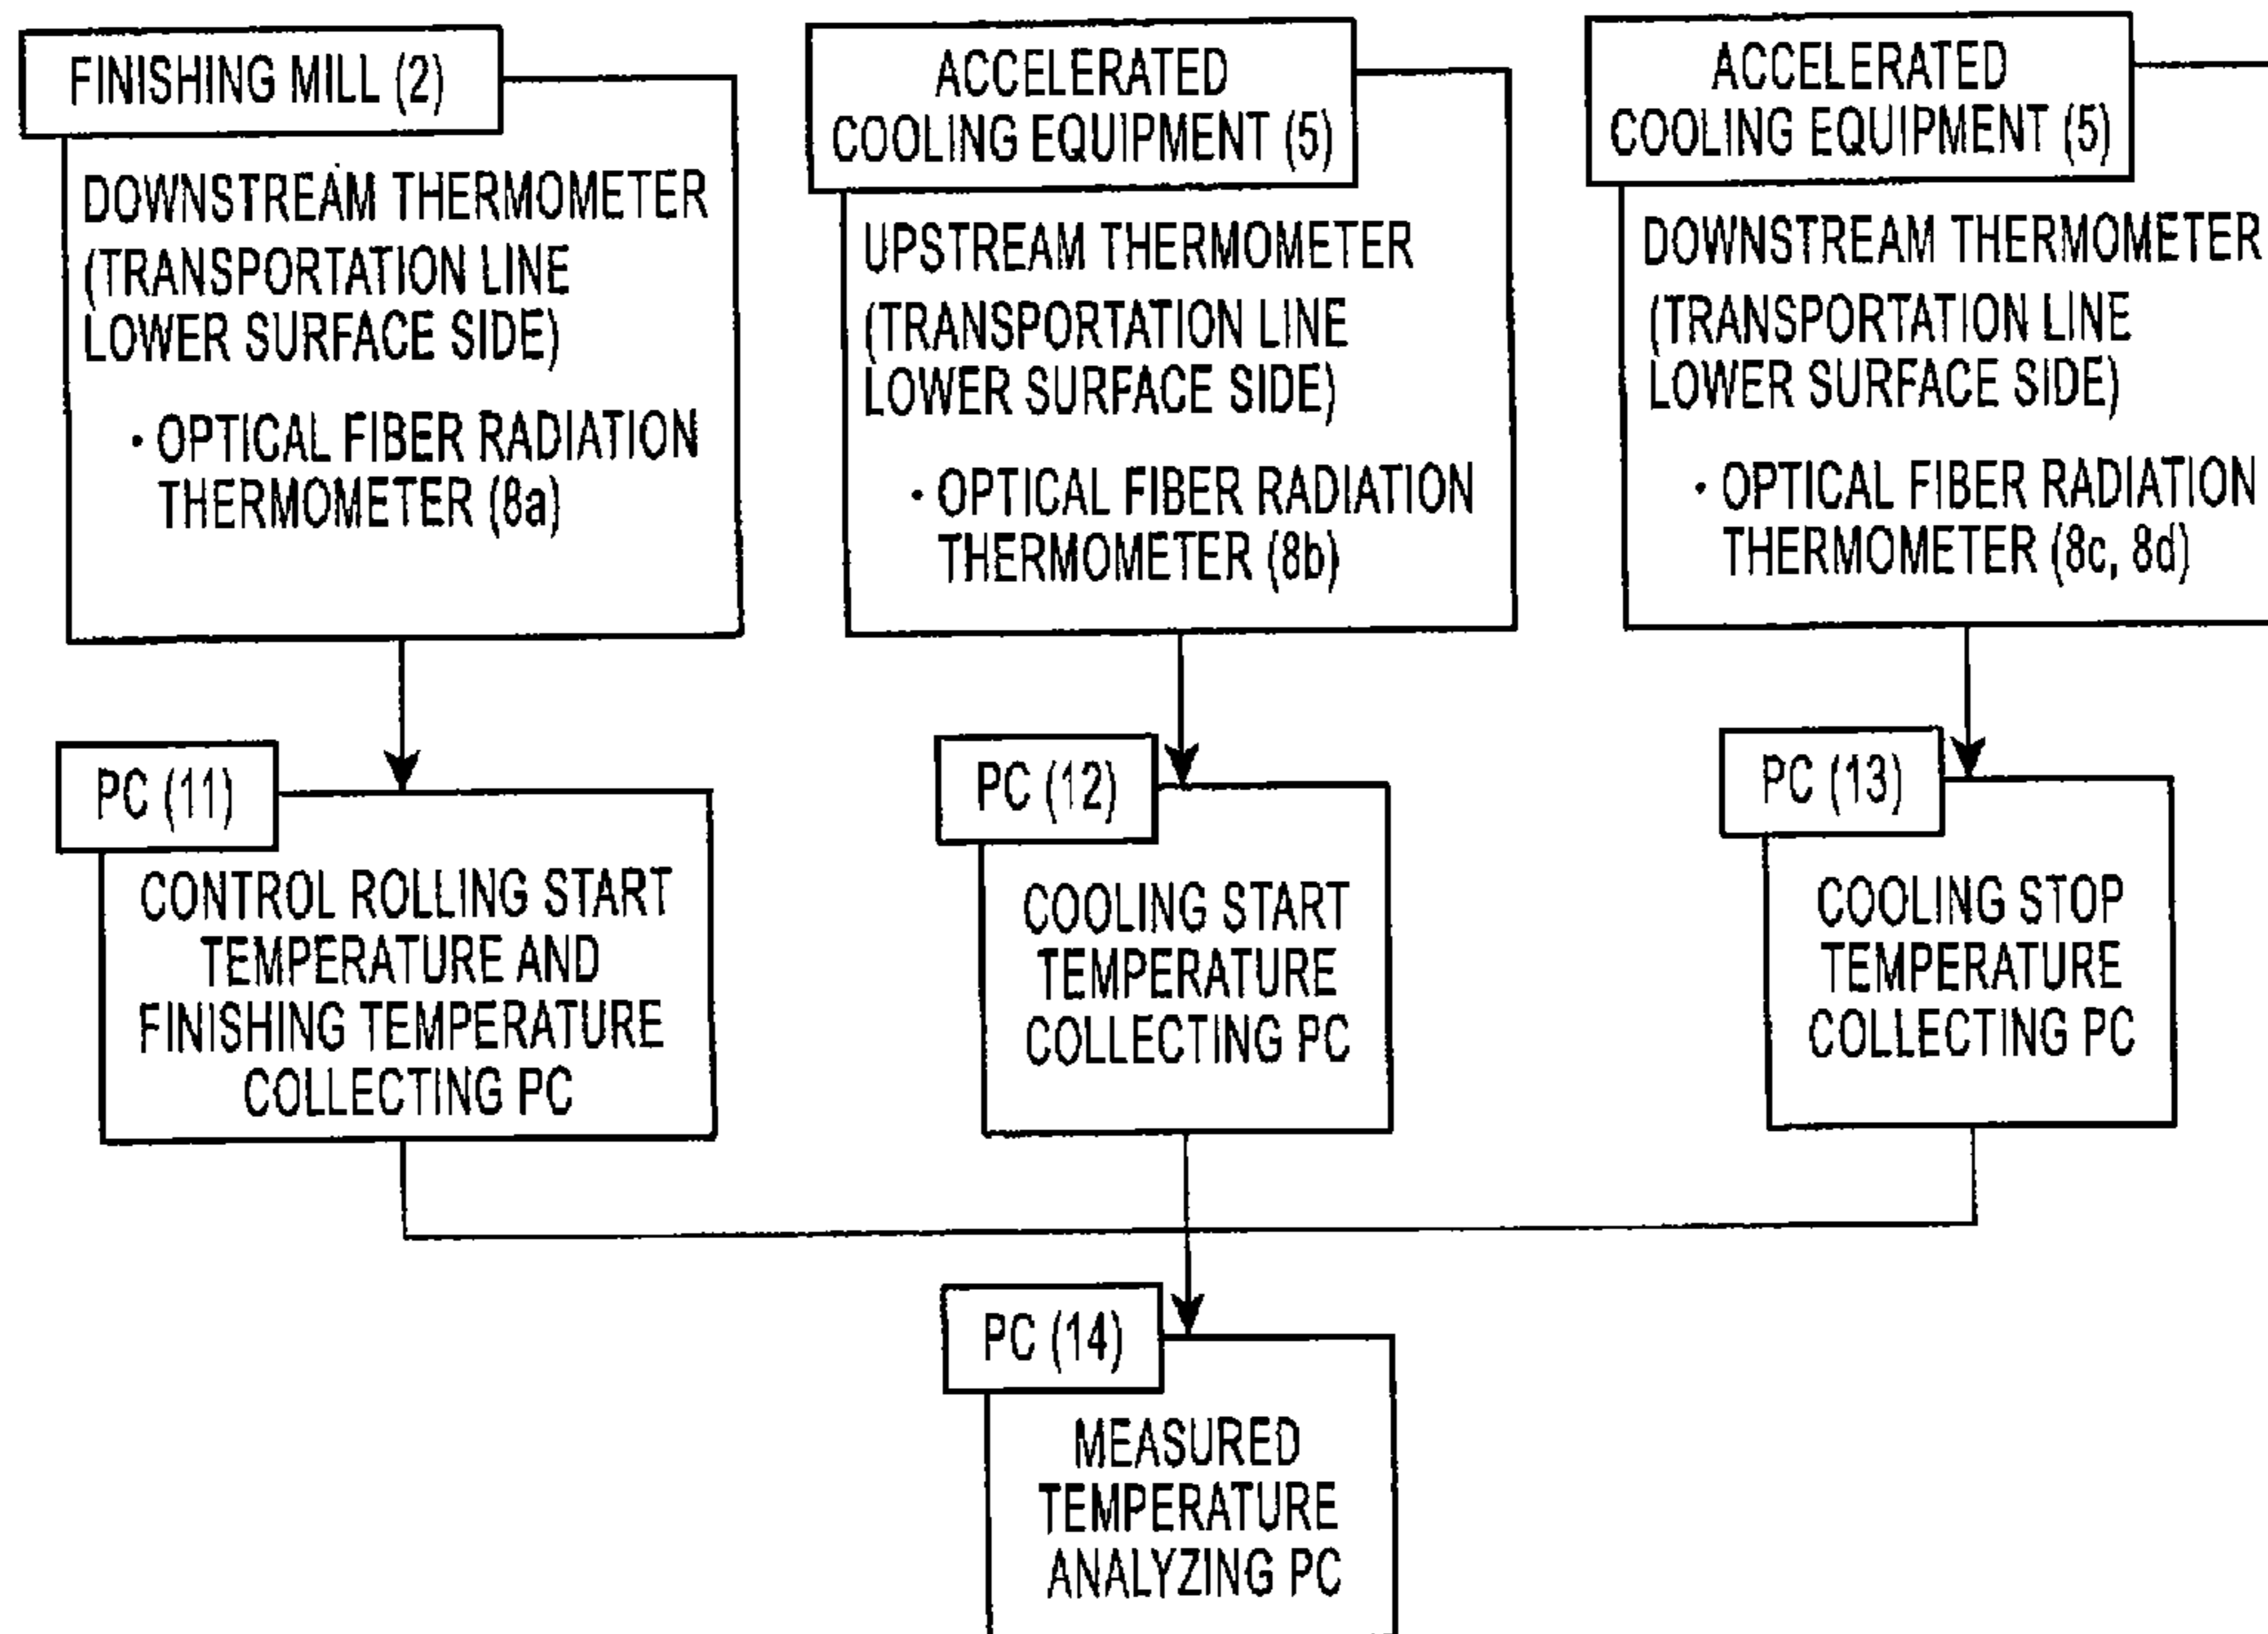 FINISHING MILL (2)
DOWNSTREAM THERMOMETER
(TRANSPORTATION LINE
LOWER SURFACE SIDE)
• OPTICAL FIBER RADIATION
THERMOMETER (8a)
ACCELERATED
COOLING EQUIPMENT (5)
UPSTREAM THERMOMETER
(TRANSPORTATION LINE
LOWER SURFACE SIDE)
• OPTICAL FIBER RADIATION
THERMOMETER (8b)
ACCELERATED
COOLING EQUIPMENT (5)
DOWNSTREAM THERMOMETER
(TRANSPORTATION LINE
LOWER SURFACE SIDE)
• OPTICAL FIBER RADIATION
THERMOMETER (8c, 8d)
PC (11)
CONTROL ROLLING START
TEMPERATURE AND
FINISHING TEMPERATURE
COLLECTING PC
PC (12)
COOLING START
TEMPERATURE
COLLECTING PC
PC (13)
COOLING STOP
TEMPERATURE
COLLECTING PC
PC (14)
MEASURED
TEMPERATURE
ANALYZING PC